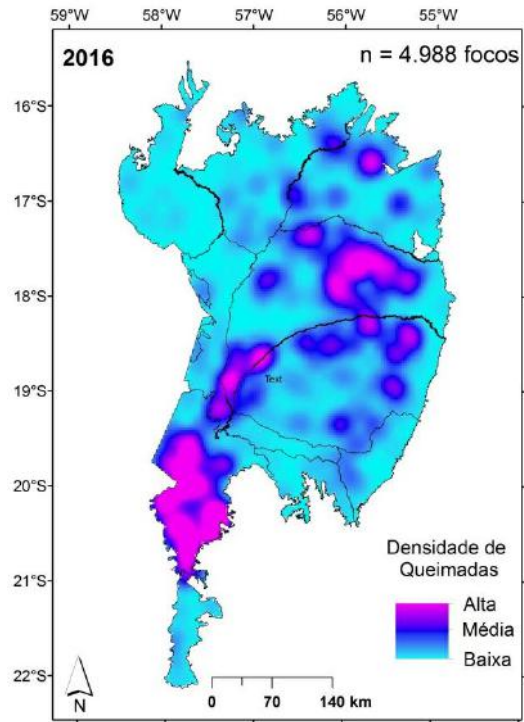 59°W 58°W 57°W 56°W 55°W
2016 n = 4.988 focos
16°S
17°S
18°S
19°S
Text
20°S
21°S
22°S
Densidade de
Queimadas
Alta
Média
Baixa
N
0 70 140 km